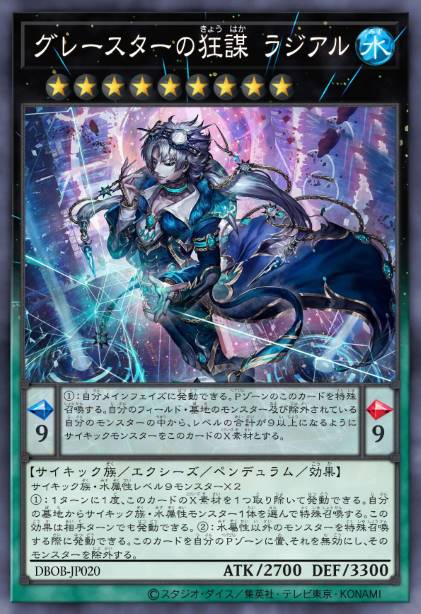 きょう はか
グレースターの狂謀 ラジアル
水
①:自分メインフェイズに発動できる。Pゾーンのこのカードを特殊
召喚する。自分のフィールド・墓地のモンスター及び除外されている
自分のモンスターの中から、レベルの合計が9以上になるように
サイキックモンスターをこのカードのX素材とする。
9
9
【サイキック族/エクシーズ/ペンデュラム/効果】
サイキック族・水属性レベル9モンスター×2
①:1ターンに1度、このカードのX素材を1つ取り除いて発動できる。自分
の墓地からサイキック族・水属性モンスター1体を選んで特殊召喚する。この
効果は相手ターンでも発動できる。②:水属性以外のモンスターを特殊召喚
する際に発動できる。このカードを自分のPゾーンに置き、それを無効にし、その
モンスターを除外する。
DBOB-JP020
ATK/2700 DEF/3300
©スタジオ・ダイス/集英社・テレビ東京・KONAMI